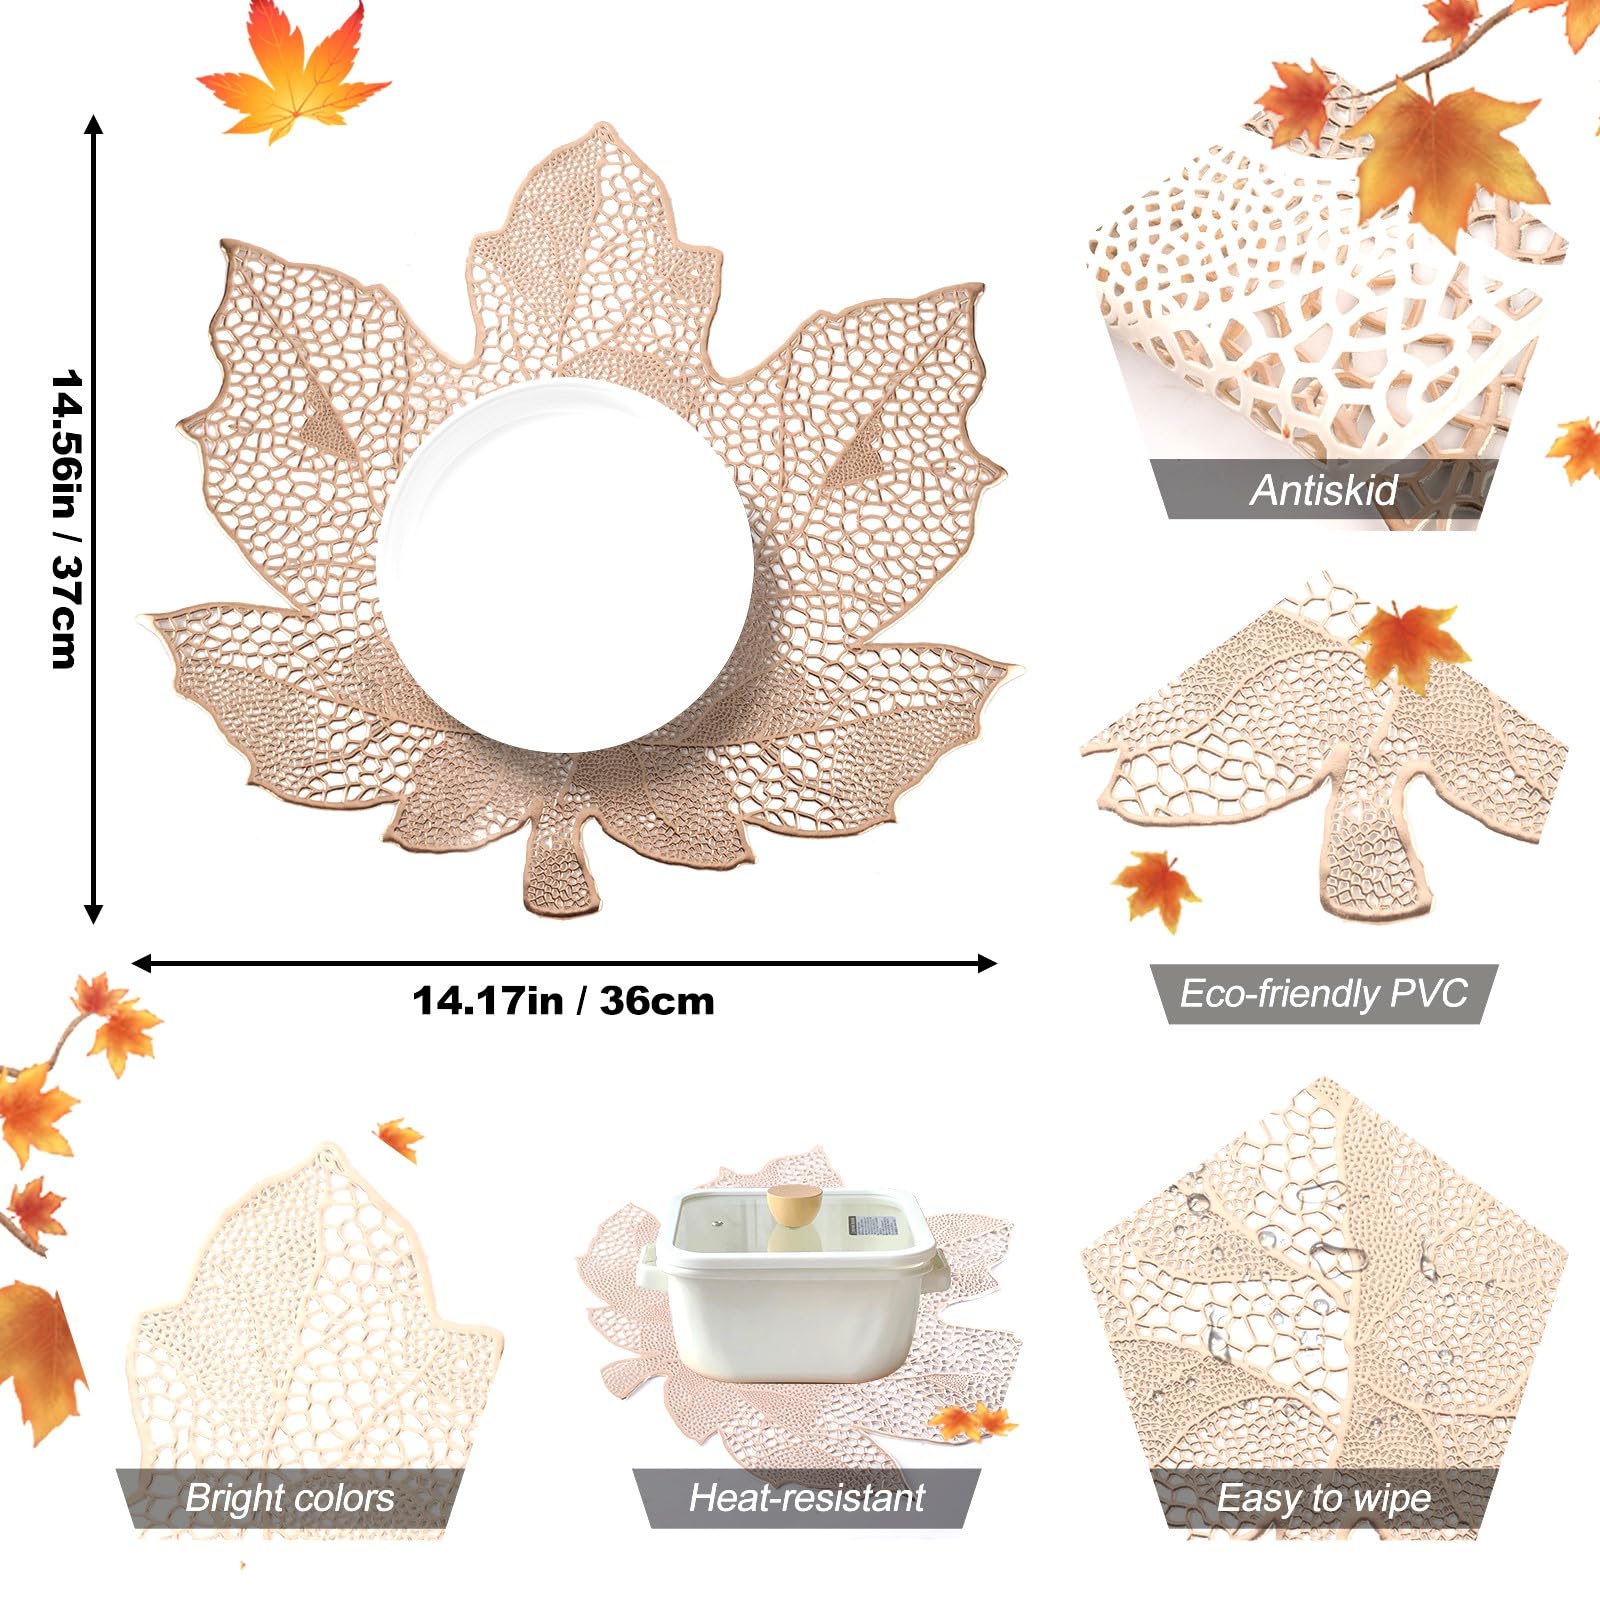 14.56in / 37cm
14.17in / 36cm
Antiskid
Eco-friendly PVC
Bright colors
Heat-resistant
Easy to wipe